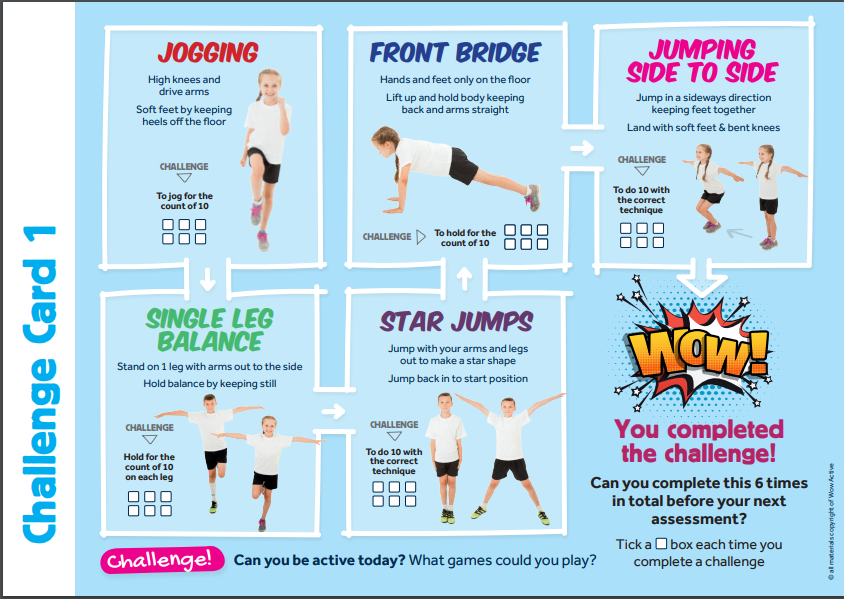 Challenge Card 1
JOGGING
High knees and
drive arms
Soft feet by keeping
heels off the floor
CHALLENGE
To jog for the
count of 10
SINGLE LEG
BALANCE
Stand on 1 leg with arms out to the side
Hold balance by keeping still
CHALLENGE
Hold for the
count of 10
on each leg
STAR JUMPS
Jump with your arms and legs
out to make a star shape
Jump back in to start position
CHALLENGE
To do 10 with
the correct
technique
FRONT BRIDGE
Hands and feet only on the floor
Lift up and hold body keeping
back and arms straight
CHALLENGE
To hold for the
count of 10
JUMPING
SIDE TO SIDE
Jump in a sideways direction
keeping feet together
Land with soft feet & bent knees
CHALLENGE
To do 10 with
the correct
technique
WOW!
You completed
the challenge!
Can you complete this 6 times
in total before your next
assessment?
Tick a box each time you
complete a challenge
Challenge! Can you be active today? What games could you play?
© all materials copyright of Wow Active